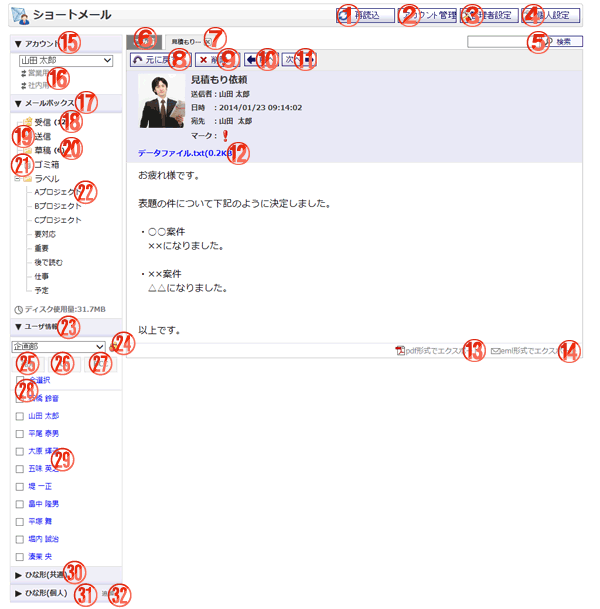 ショートメール
① 再読込 ② アカウント管理 ③ 管理者設定 ④ 個人設定
▼ アカウント ⑮
⑥ 見積もりー ⑦
⑤ 検索
山田 太郎
営業用
社内用 ⑯
元に戻 ⑧ 削 ⑨ ⑩ 次 ⑪
見積もり依頼
送信者：山田 太郎
日時 ：2014/01/23 09:14:02
宛先 ：山田 太郎
マーク：
データファイル.txt(0.2KB ⑫
▼ メールボックス ⑰
受信 ⑱
⑲ 送信
草稿 ⑳
㉑ ゴミ箱
ラベル
Aプロジェクト ㉒
Bプロジェクト
Cプロジェクト
要対応
重要
後で読む
仕事
予定
ディスク使用量:31.7MB
お疲れ様です。
表題の件について下記のように決定しました。
・○○案件
××になりました。
・××案件
△△になりました。
以上です。
pdf形式でエクス ⑬ eml形式でエクス ⑭
▼ ユーザ情報 ㉓
企画部 ㉔
㉕ ㉖ ㉗
全選択
㉘ 鈴音
山田 太郎
平尾 泰男
大原
五味 英 ㉙
堤 一正
畠中 隆男
平塚 舞
堀内 誠治
湊 央
▶ ひな形(共通) ㉚
▶ ひな形(個人) ㉛ ㉜